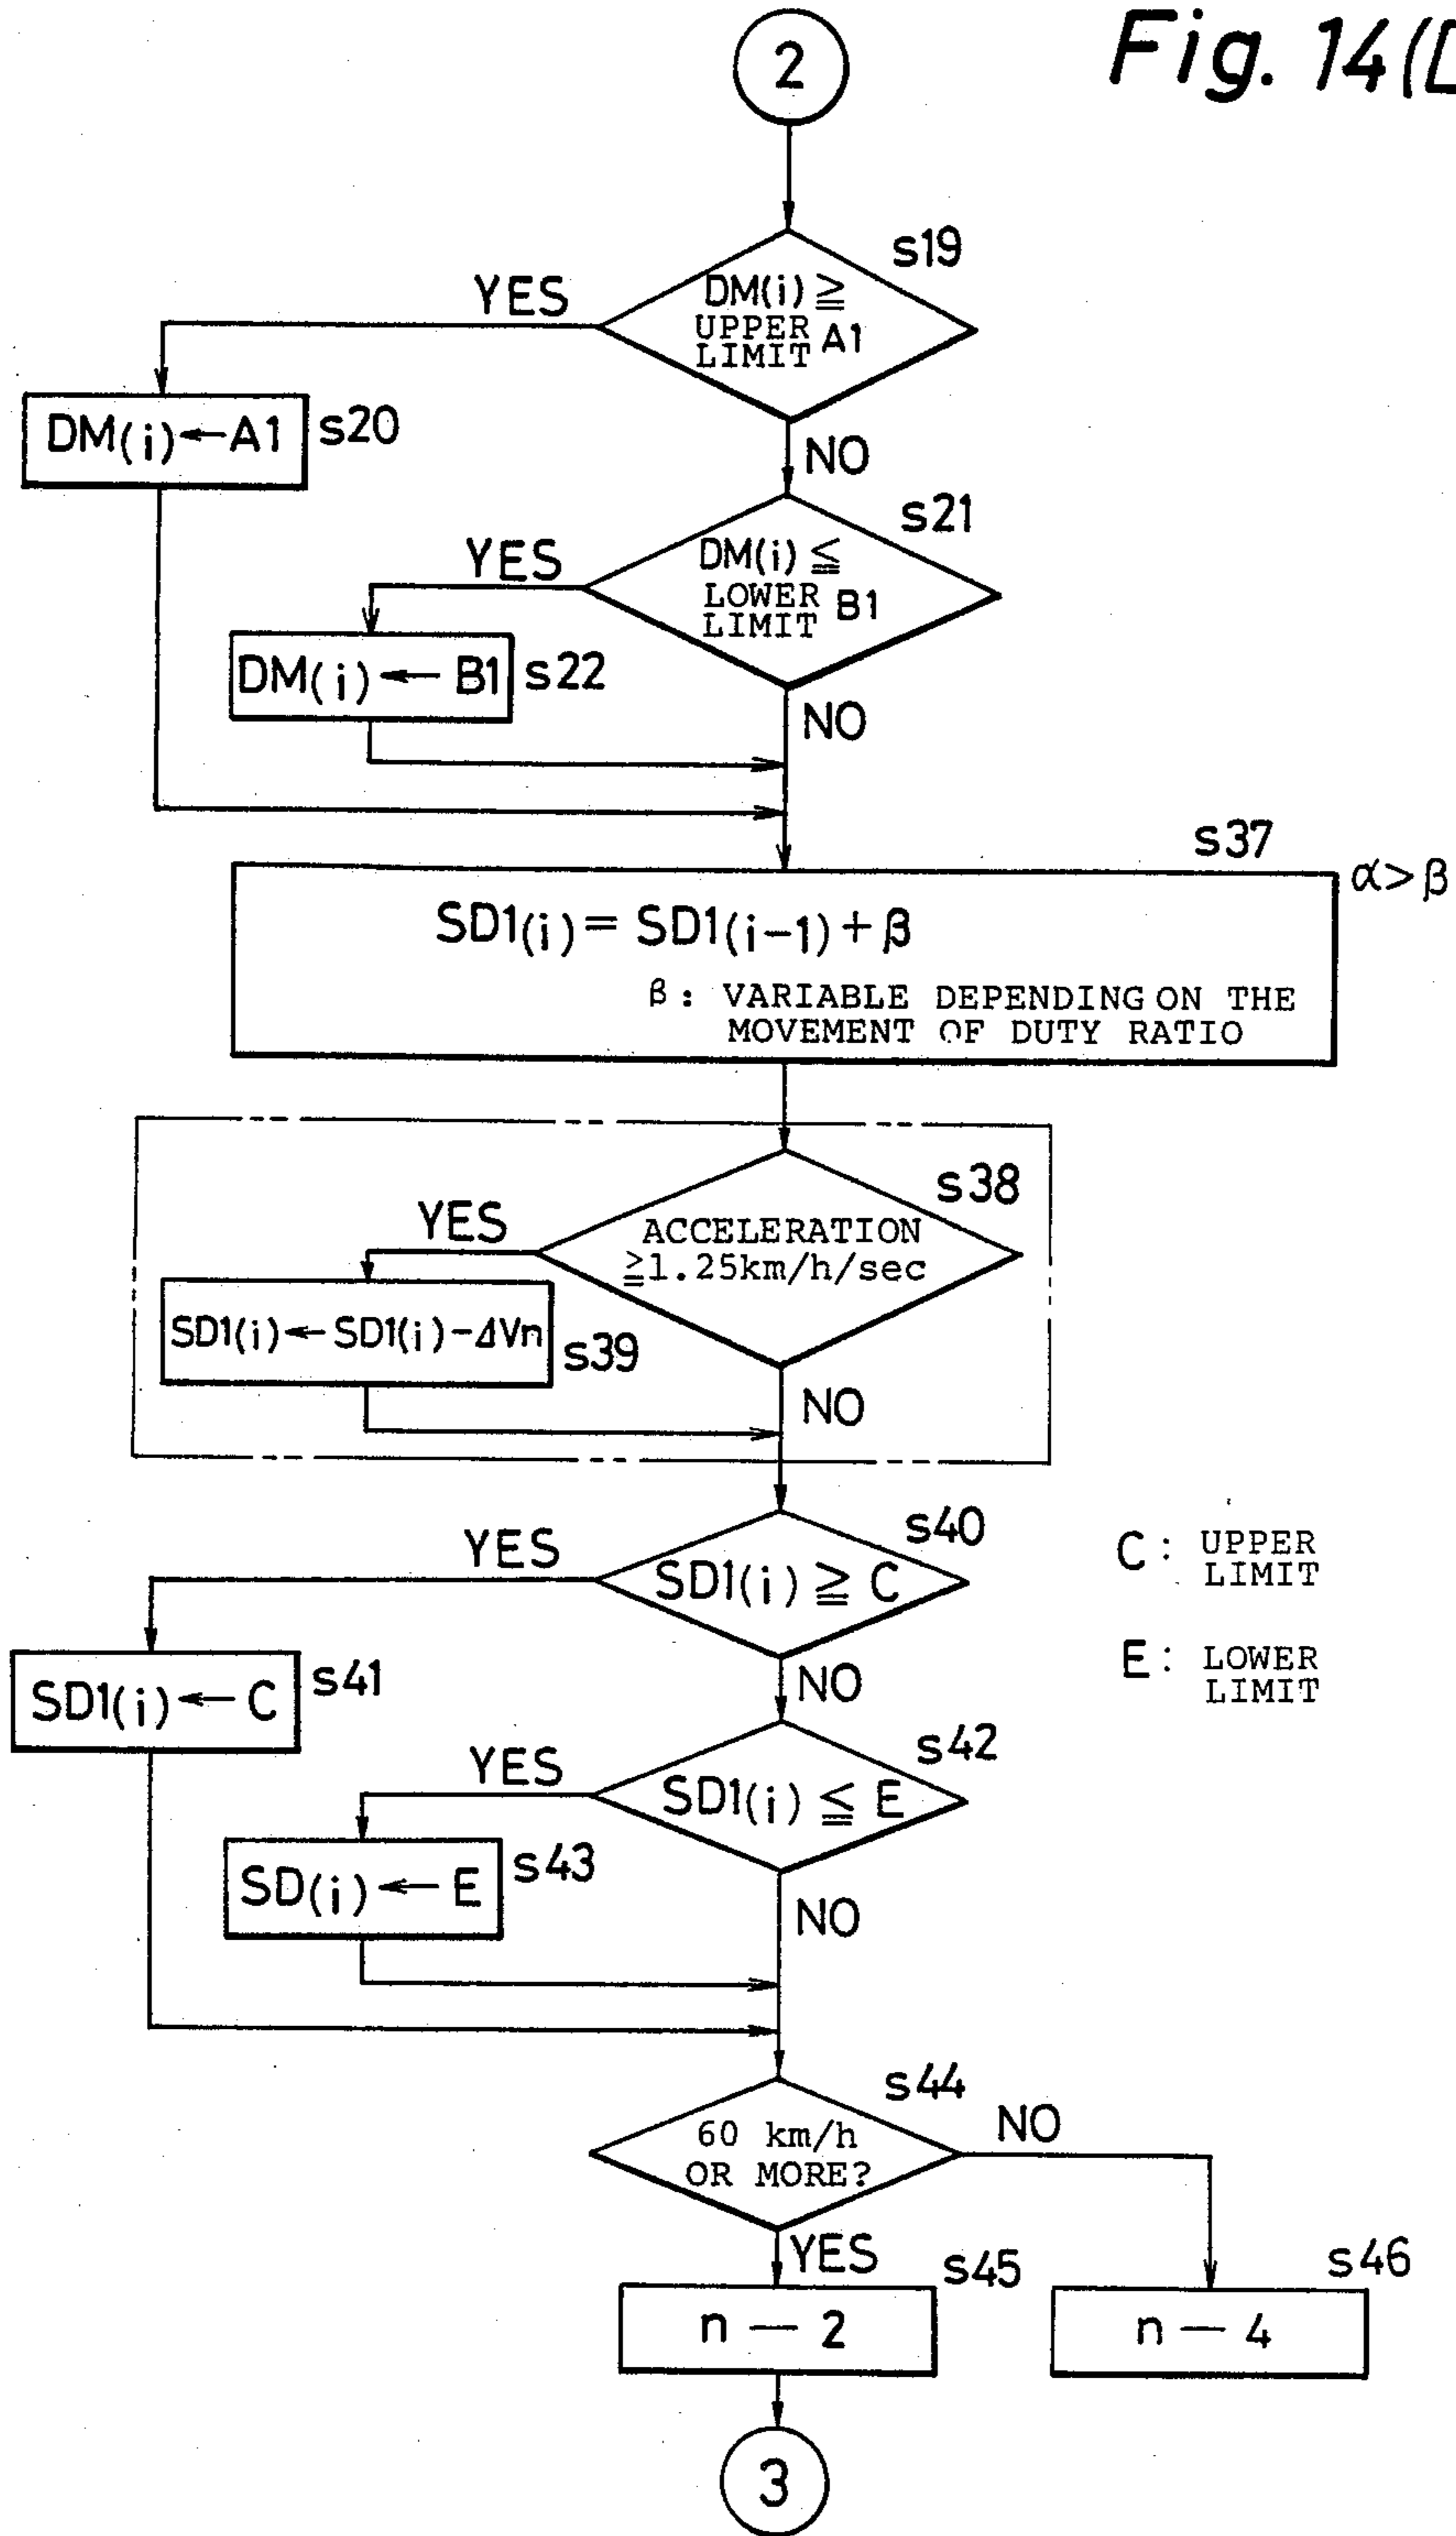 Fig. 14(D
2
s19
DM(i) ≧
UPPER
LIMIT A1
YES
NO
DM(i) ← A1
s20
s21
DM(i) ≦
LOWER
LIMIT B1
YES
NO
DM(i) ← B1
s22
s37
α > β
SD1(i) = SD1(i-1) + β
β : VARIABLE DEPENDING ON THE
MOVEMENT OF DUTY RATIO
s38
ACCELERATION
≧1.25km/h/sec
YES
NO
SD1(i) ← SD1(i) - ΔVn
s39
s40
SD1(i) ≧ C
YES
NO
C : UPPER
LIMIT
E : LOWER
LIMIT
SD1(i) ← C
s41
s42
SD1(i) ≦ E
YES
NO
SD(i) ← E
s43
s44
60 km/h
OR MORE?
NO
YES
s45
n — 2
s46
n — 4
3